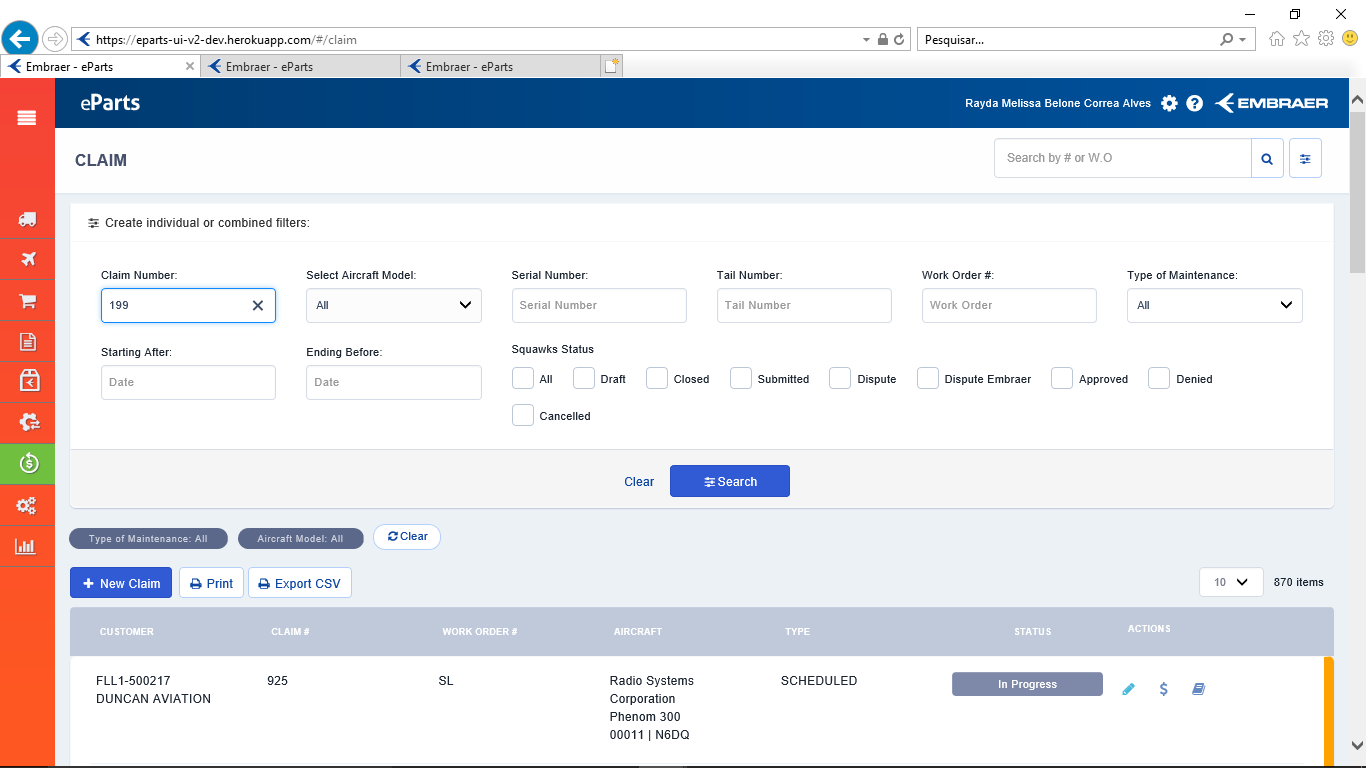 https://eparts-ui-v2-dev.herokuapp.com/#/claim
Pesquisar...
Embraer - eParts
Embraer - eParts
Embraer - eParts
eParts
Rayda Melissa Belone Correa Alves
EMBRAER
CLAIM
Search by # or W.O
Create individual or combined filters:
Claim Number:
Select Aircraft Model:
Serial Number:
Tail Number:
Work Order #:
Type of Maintenance:
199
All
Serial Number
Tail Number
Work Order
All
Starting After:
Ending Before:
Squawks Status
Date
Date
All
Draft
Closed
Submitted
Dispute
Dispute Embraer
Approved
Denied
Cancelled
Clear
Search
Type of Maintenance: All
Aircraft Model: All
Clear
New Claim
Print
Export CSV
10
870 items
CUSTOMER
CLAIM #
WORK ORDER #
AIRCRAFT
TYPE
STATUS
ACTIONS
FLL1-500217
DUNCAN AVIATION
925
SL
Radio Systems
Corporation
Phenom 300
00011 | N6DQ
SCHEDULED
In Progress